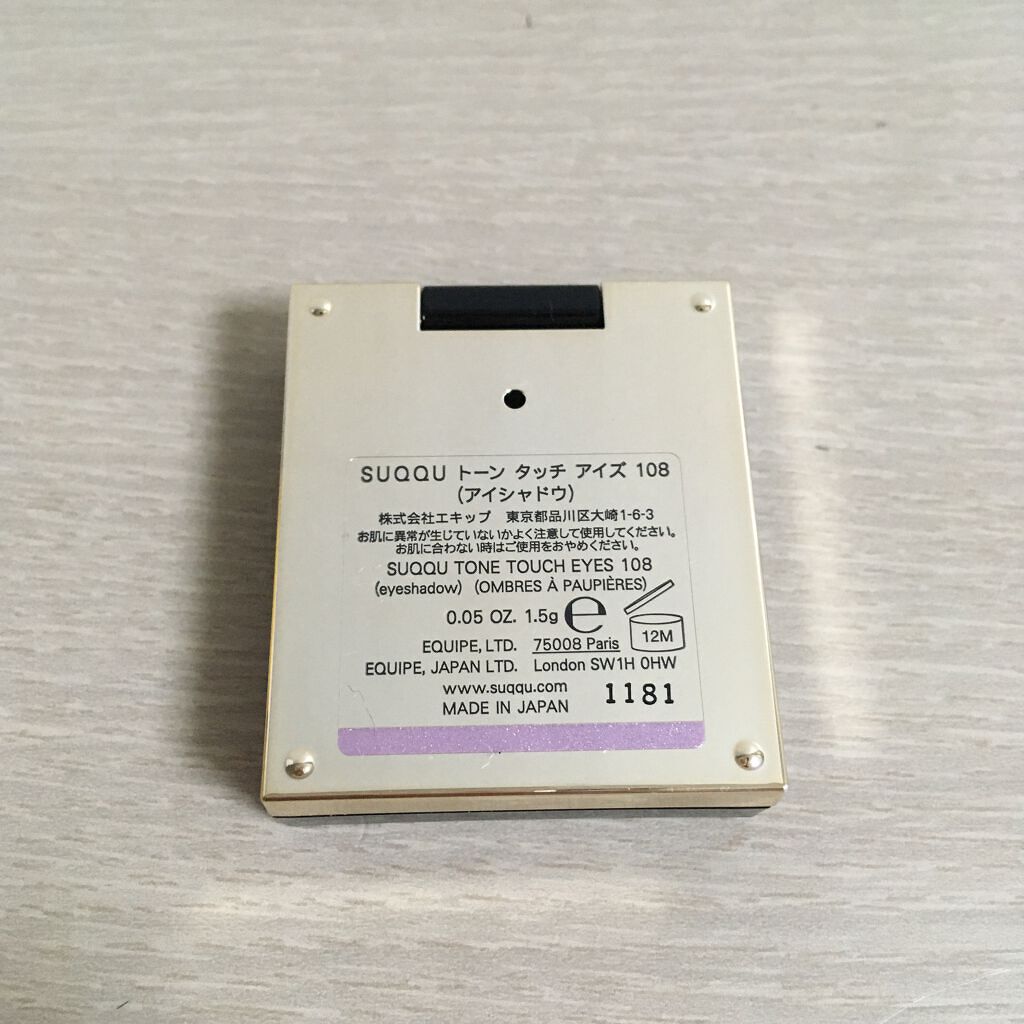 SUQQU トーン タッチ アイズ 108
(アイシャドウ)
株式会社エキップ 東京都品川区大崎1-6-3
お肌に異常が生じていないかよく注意して使用してください。
お肌に合わない時はご使用をおやめください。
SUQQU TONE TOUCH EYES 108
(eyeshadow) (OMBRES À PAUPIÈRES)
0.05 OZ. 1.5g e
12M
EQUIPE, LTD. 75008 Paris
EQUIPE, JAPAN LTD. London SW1H 0HW
www.suqqu.com 1181
MADE IN JAPAN